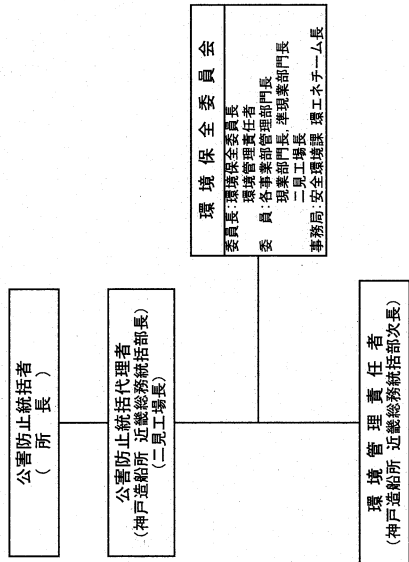 公害防止統括者
(所長)
公害防止統括代理者
(神戸造船所 近畿総務統括部長)
(二見工場長)
環境保全委員会
委員長:環境保全委員長
環境管理責任者
委員:各事業部管理部門長
現業部門長、準現業部門長
二見工場長
事務局:安全環境課 環エネチーム長
環境管理責任者
(神戸造船所 近畿総務統括部次長)